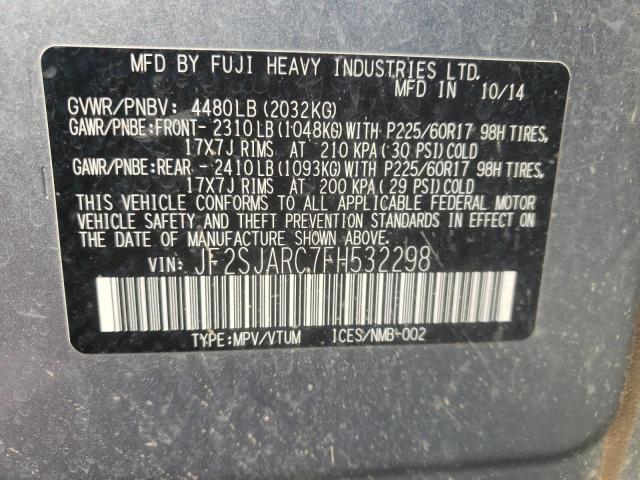 MFD BY FUJI HEAVY INDUSTRIES LTD.
MFD IN 10/14
GVWR/PNBV: 4480LB(2032KG)
GAWR/PNBE:FRONT- 2310LB(1048KG)WITH P225/60R17 98H TIRES,
17X7J RIMS AT 210 KPA(30 PSI)COLD
GAWR/PNBE:REAR - 2410LB(1093KG)WITH P225/60R17 98H TIRES,
17X7J RIMS AT 200 KPA(29 PSI)COLD
THIS VEHICLE CONFORMS TO ALL APPLICABLE FEDERAL MOTOR
VEHICLE SAFETY AND THEFT PREVENTION STANDARDS IN EFFECT ON
THE DATE OF MANUFACTURE SHOWN ABOVE.
VIN: JF2SJARC7FH532298
TYPE:MPV/VTUM ICES/NMB-002